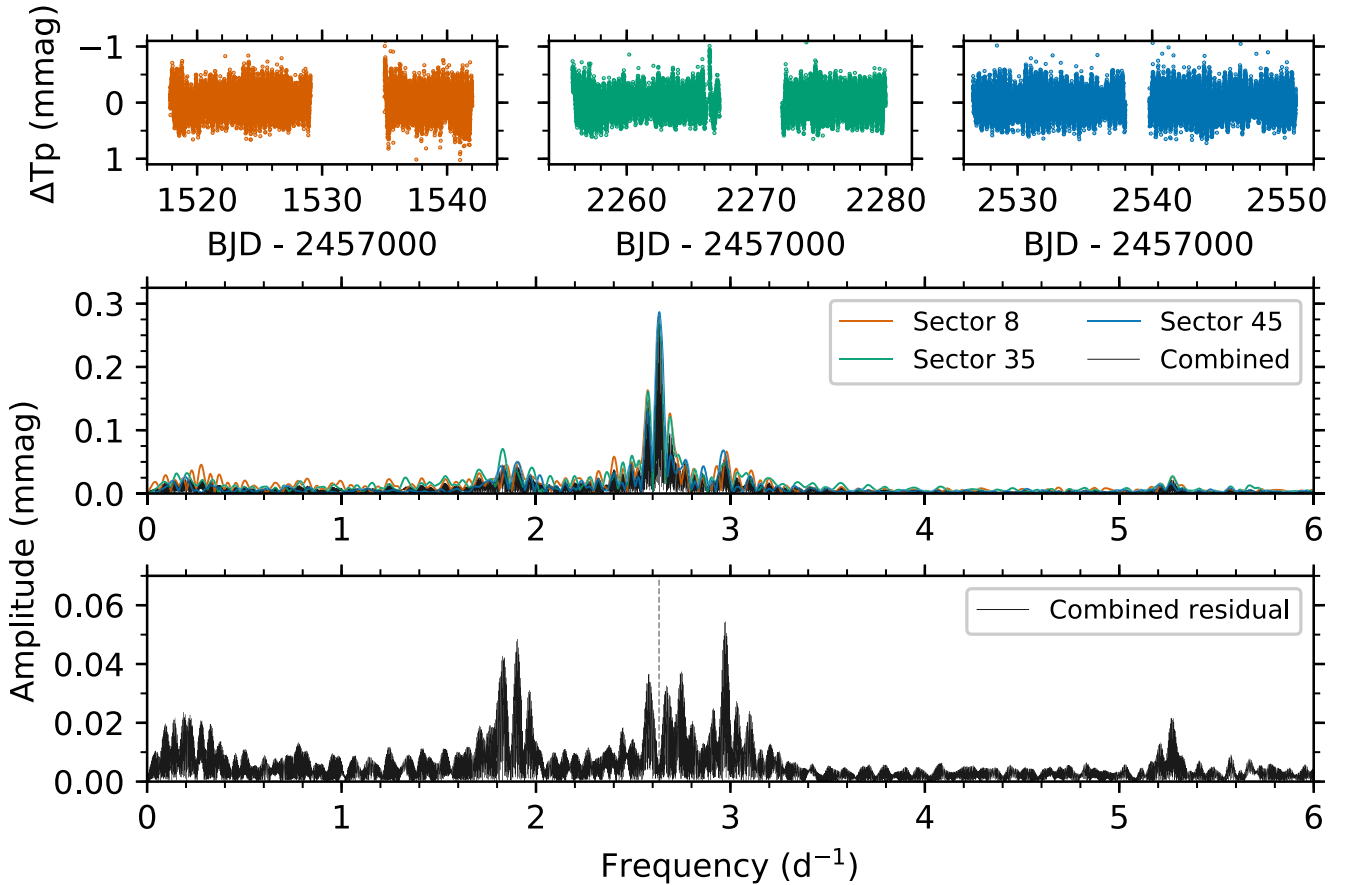 ΔTp (mmag)
−1
0
1
1520 1530 1540
2260 2270 2280
2530 2540 2550
BJD - 2457000
BJD - 2457000
BJD - 2457000
Amplitude (mmag)
0.3
0.2
0.1
0.0
Sector 8
Sector 35
Sector 45
Combined
0 1 2 3 4 5 6
0.06
0.04
0.02
0.00
Combined residual
0 1 2 3 4 5 6
Frequency (d⁻¹)